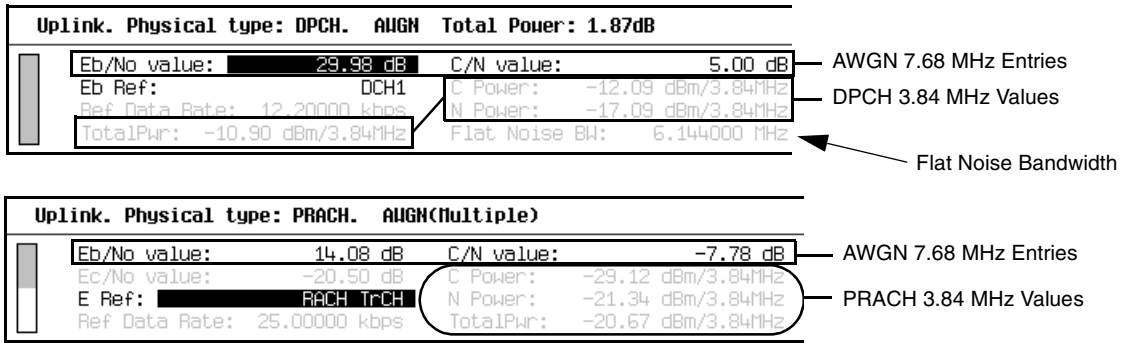 Uplink. Physical type: DPCH. AWGN Total Power: 1.87dB
Eb/No value: 29.98 dB C/N value: 5.00 dB
AWGN 7.68 MHz Entries
Eb Ref: DCH1 C Power: -12.09 dBm/3.84MHz
DPCH 3.84 MHz Values
Ref Data Rate: 12.20000 kbps N Power: -17.09 dBm/3.84MHz
TotalPwr: -10.90 dBm/3.84MHz Flat Noise BW: 6.144000 MHz
Flat Noise Bandwidth
Uplink. Physical type: PRACH. AWGN(Multiple)
Eb/No value: 14.08 dB C/N value: -7.78 dB
AWGN 7.68 MHz Entries
Ec/No value: -20.50 dB C Power: -29.12 dBm/3.84MHz
E Ref: RACH TrCH N Power: -21.34 dBm/3.84MHz
PRACH 3.84 MHz Values
Ref Data Rate: 25.00000 kbps TotalPwr: -20.67 dBm/3.84MHz